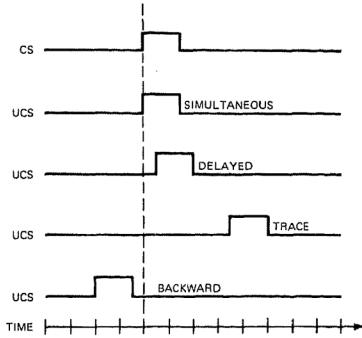 CS
UCS SIMULTANEOUS
UCS DELAYED
UCS TRACE
UCS BACKWARD
TIME